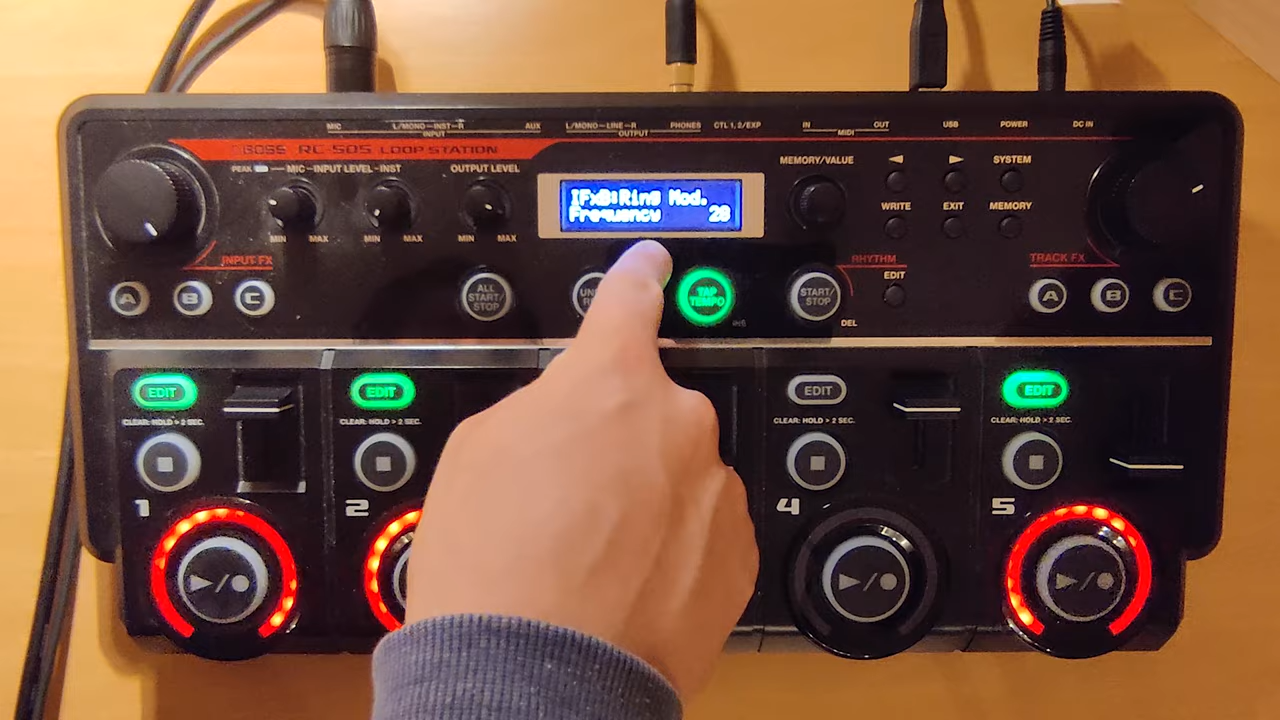 MIC L/MONO—INST—R AUX L/MONO—LINE—R PHONES CTL 1, 2/EXP IN OUT USB POWER DC IN
INPUT OUTPUT MIDI
BOSS RC-505 LOOP STATION
PEAK MIC—INPUT LEVEL—INST OUTPUT LEVEL
MEMORY/VALUE ◄ ► SYSTEM
IFxB:Ring Mod.
Frequency 28
WRITE EXIT MEMORY
MIN MAX MIN MAX MIN MAX
INPUT FX RHYTHM TRACK FX
EDIT
A B C
ALL START/STOP
TAP TEMPO
START/STOP
A B C
DEL
EDIT EDIT EDIT EDIT
CLEAR: HOLD > 2 SEC. CLEAR: HOLD > 2 SEC. CLEAR: HOLD > 2 SEC. CLEAR: HOLD > 2 SEC.
1 2 4 5